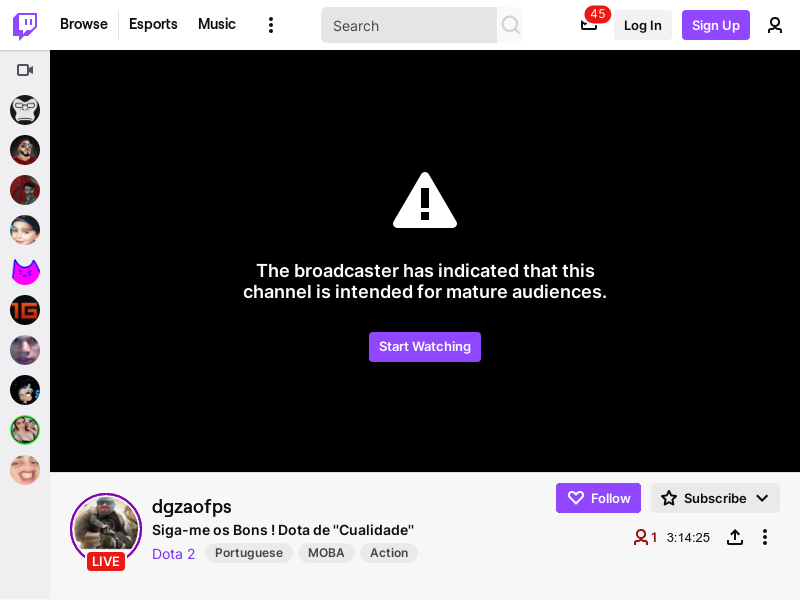 Browse
Esports
Music
Search
45
Log In
Sign Up
1G
The broadcaster has indicated that this
channel is intended for mature audiences.
Start Watching
dgzaofps
Siga-me os Bons ! Dota de "Cualidade"
Dota 2
Portuguese
MOBA
Action
LIVE
Follow
Subscribe
1
3:14:25